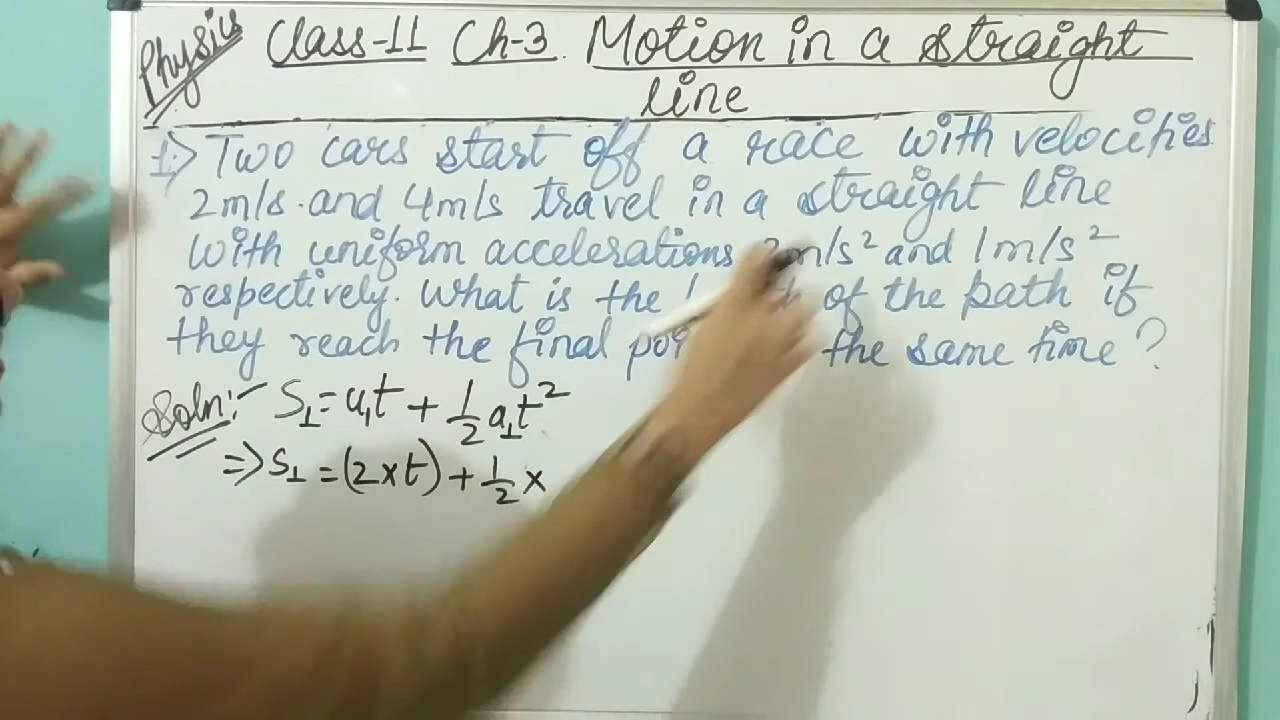 Physics
Class-11 Ch-3. Motion in a straight
line
1.> Two cars start off a race with velocities
2m/s. and 4m/s travel in a straight line
with uniform accelerations m/s² and 1m/s²
respectively. What is the of the path if
they reach the final the same time?
Soln:- S₁=u₁t + 1/2 a₁t²
=> S₁ =(2×t) + 1/2 ×